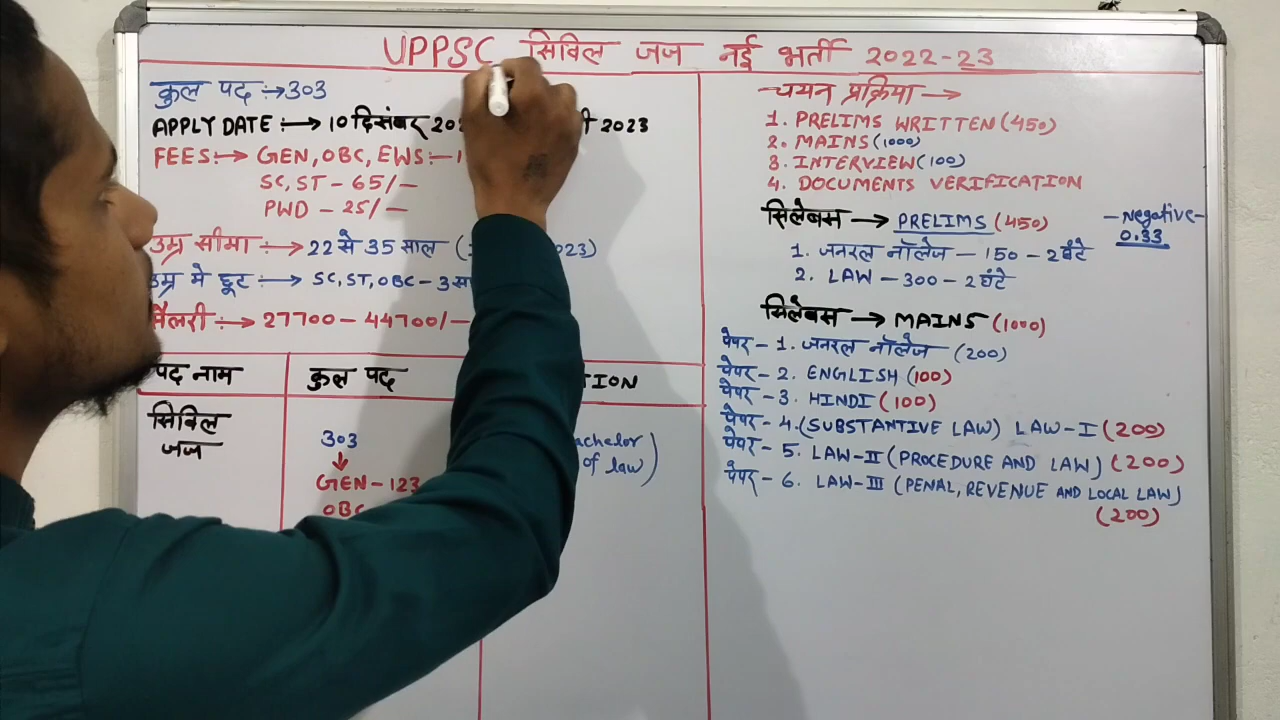 UPPSC सिविल जज नई भर्ती 2022-23
कुल पद :→ 303
APPLY DATE :→ 10 दिसंबर 2023
FEES :→ GEN, OBC, EWS :-
SC, ST - 65/-
PWD - 25/-
उम्र सीमा :→ 22 से 35 साल
उम्र मे छूट :→ SC, ST, OBC - 3
सैलरी :→ 27700 - 44700/-
पद नाम
कुल पद
सिविल
जज
303
↓
GEN - 123
OBC
of law)
चयन प्रक्रिया →
1. PRELIMS WRITTEN (450)
2. MAINS (1000)
3. INTERVIEW (100)
4. DOCUMENTS VERIFICATION
सिलेबस → PRELIMS (450)
-Negative-
0.33
1. जनरल नॉलेज - 150 - 2 घंटे
2. LAW - 300 - 2 घंटे
सिलेबस → MAINS (1000)
पेपर - 1. जनरल नॉलेज (200)
पेपर - 2. ENGLISH (100)
पेपर - 3. HINDI (100)
पेपर - 4. (SUBSTANTIVE LAW) LAW-I (200)
पेपर - 5. LAW-II (PROCEDURE AND LAW) (200)
पेपर - 6. LAW-III (PENAL, REVENUE AND LOCAL LAW)
(200)